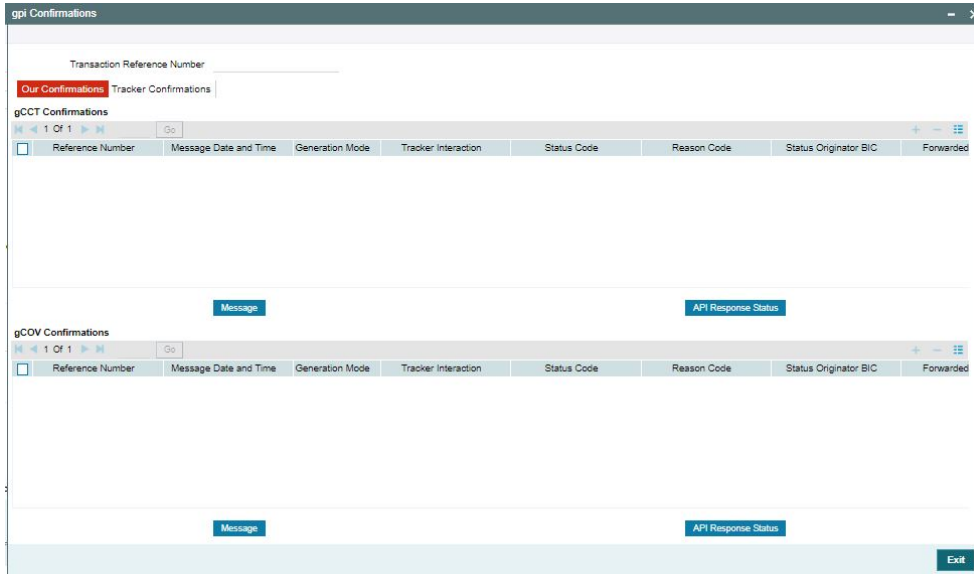 gpi Confirmations
Transaction Reference Number
Our Confirmations Tracker Confirmations
gCCT Confirmations
1 Of 1 Go
Reference Number Message Date and Time Generation Mode Tracker Interaction Status Code Reason Code Status Originator BIC Forwarded
Message API Response Status
gCOV Confirmations
1 Of 1 Go
Reference Number Message Date and Time Generation Mode Tracker Interaction Status Code Reason Code Status Originator BIC Forwarded
Message API Response Status
Exit